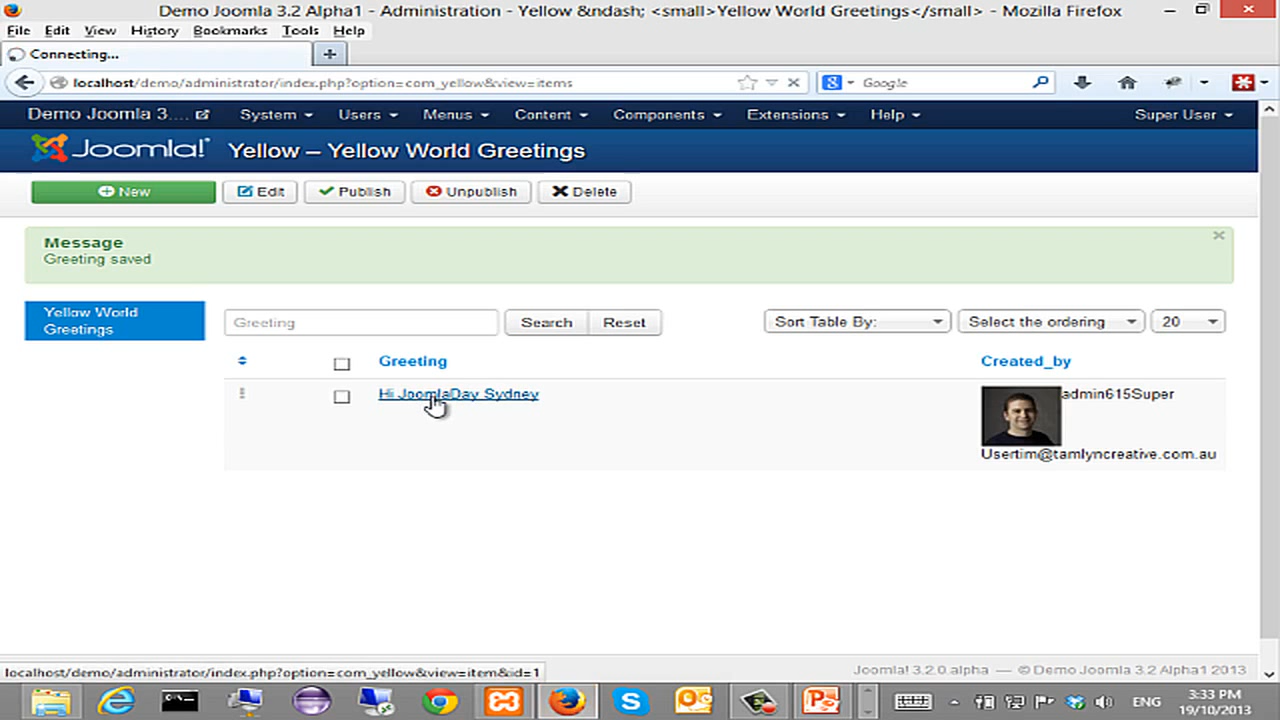 Demo Joomla 3.2 Alpha1 - Administration - Yellow &ndash; <small>Yellow World Greetings</small> - Mozilla Firefox
File Edit View History Bookmarks Tools Help
Connecting...
localhost/demo/administrator/index.php?option=com_yellow&view=items
Google
Demo Joomla 3.... System Users Menus Content Components Extensions Help Super User
Joomla! Yellow – Yellow World Greetings
New Edit Publish Unpublish Delete
Message
Greeting saved
Yellow World
Greetings
Greeting Search Reset Sort Table By: Select the ordering 20
Greeting Created_by
Hi JoomlaDay Sydney admin615Super
Usertim@tamlyncreative.com.au
Joomla! 3.2.0.alpha — © Demo Joomla 3.2 Alpha1 2013
localhost/demo/administrator/index.php?option=com_yellow&view=item&id=1
ENG 3:33 PM
19/10/2013